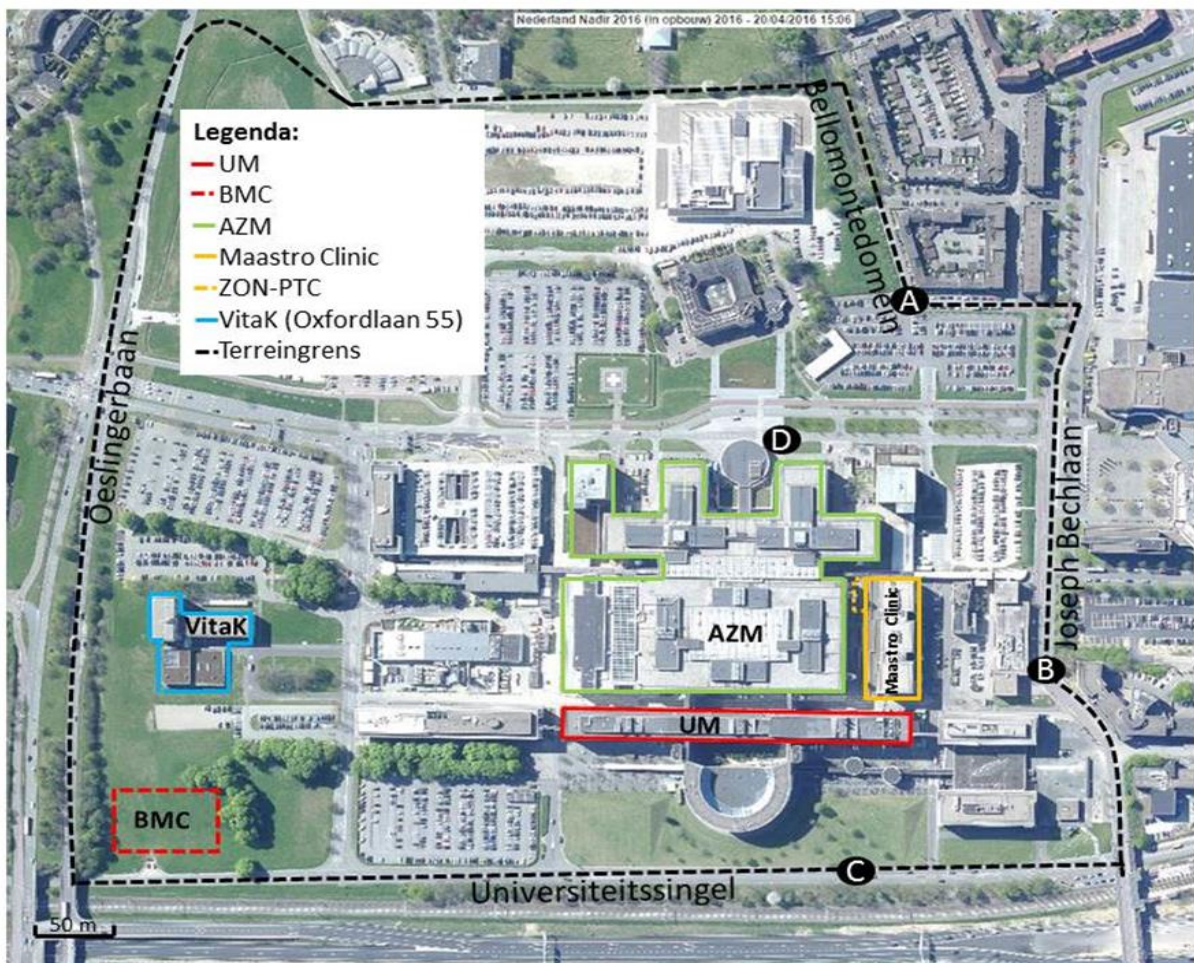 Nederland Nadir 2016 (in opbouw) 2016 - 20/04/2016 15:06
Legenda:
UM
BMC
AZM
Maastro Clinic
ZON-PTC
VitaK (Oxfordlaan 55)
Terreingrens
Bellomontedomein
A
Oeslingerbaan
D
Joseph Bechlaan
VitaK
AZM
Maastro Clinic
B
UM
BMC
C
Universiteitssingel
50 m